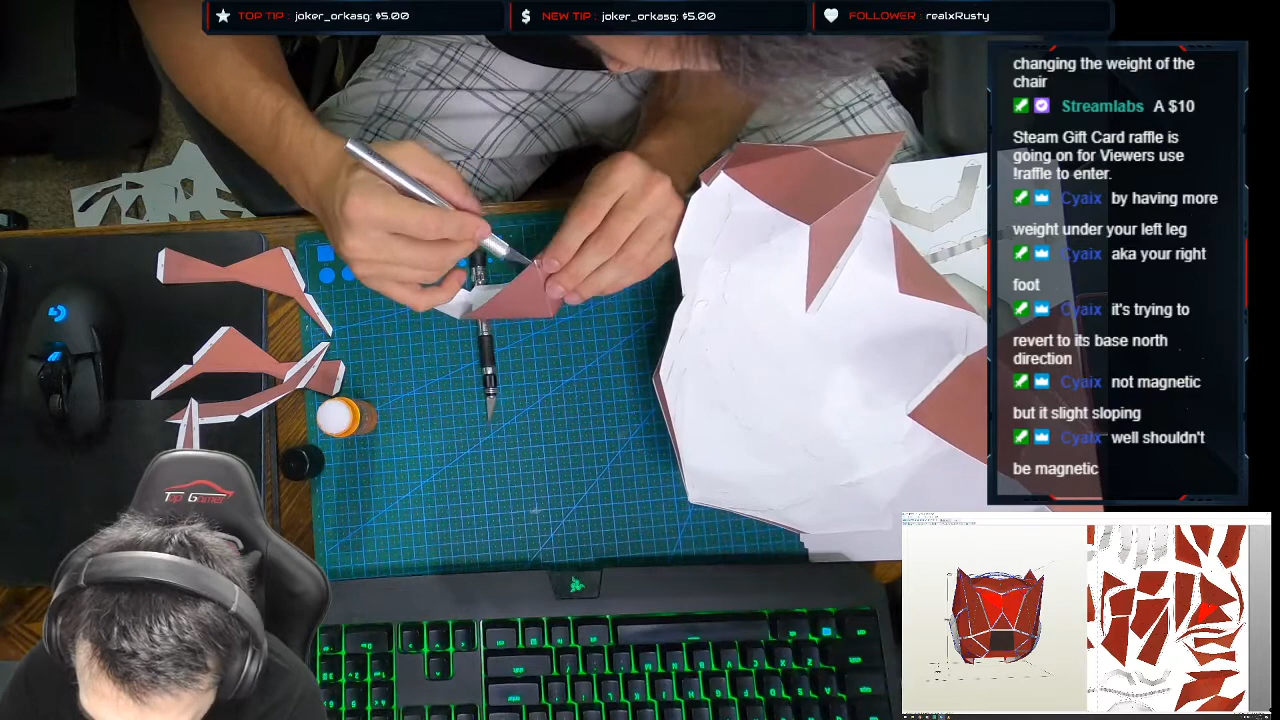 TOP TIP : joker_orkasg: $5.00
NEW TIP : joker_orkasg: $5.00
FOLLOWER : realxRusty
changing the weight of the
chair
Streamlabs A $10
Steam Gift Card raffle is
going on for Viewers use
!raffle to enter.
Cyaix by having more
weight under your left leg
Cyaix aka your right
foot
Cyaix it's trying to
revert to its base north
direction
Cyaix not magnetic
but it slight sloping
Cyaix well shouldn't
be magnetic
Top Gamer